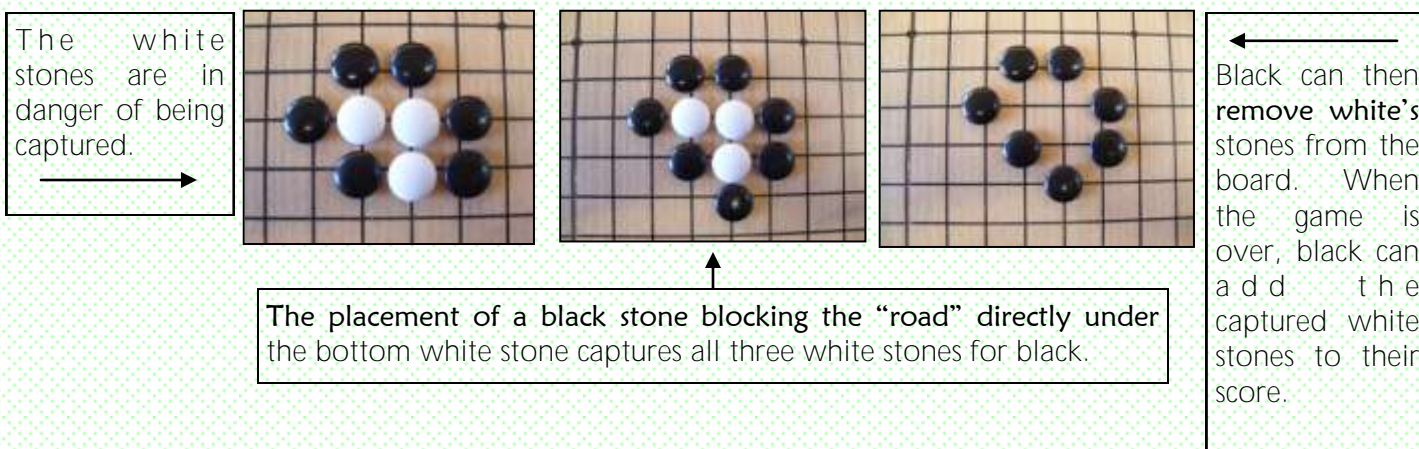 The white
stones are in
danger of being
captured.
The placement of a black stone blocking the “road” directly under
the bottom white stone captures all three white stones for black.
Black can then
remove white’s
stones from the
board. When
the game is
over, black can
add the
captured white
stones to their
score.